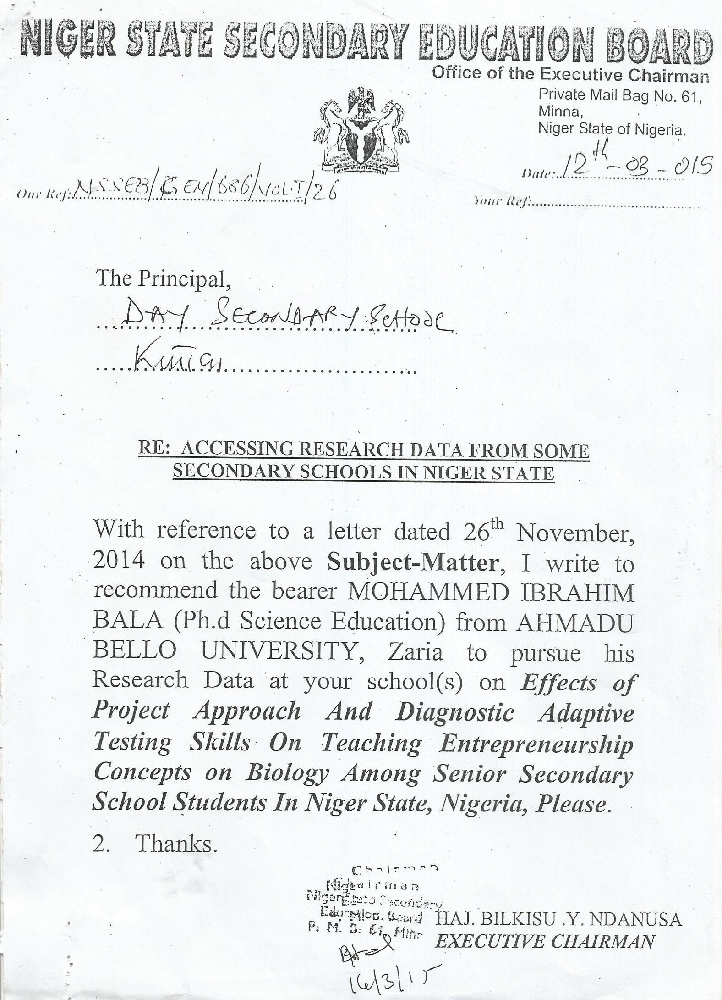 NIGER STATE SECONDARY EDUCATION BOARD
Office of the Executive Chairman
Private Mail Bag No. 61,
Minna,
Niger State of Nigeria.
Date: 12th-03-015
Our Ref: NSSEB/GEN/686/VOL.I/26
Your Ref:
The Principal,
DAY SECONDARY SCHOOL
RE: ACCESSING RESEARCH DATA FROM SOME
SECONDARY SCHOOLS IN NIGER STATE
With reference to a letter dated 26th November,
2014 on the above Subject-Matter, I write to
recommend the bearer MOHAMMED IBRAHIM
BALA (Ph.d Science Education) from AHMADU
BELLO UNIVERSITY, Zaria to pursue his
Research Data at your school(s) on Effects of
Project Approach And Diagnostic Adaptive
Testing Skills On Teaching Entrepreneurship
Concepts on Biology Among Senior Secondary
School Students In Niger State, Nigeria, Please.
2. Thanks.
Chairman
Chairman
Niger State Secondary
Education Board
P. M. B. 61, Minn
HAJ. BILKISU .Y. NDANUSA
EXECUTIVE CHAIRMAN
16/3/15